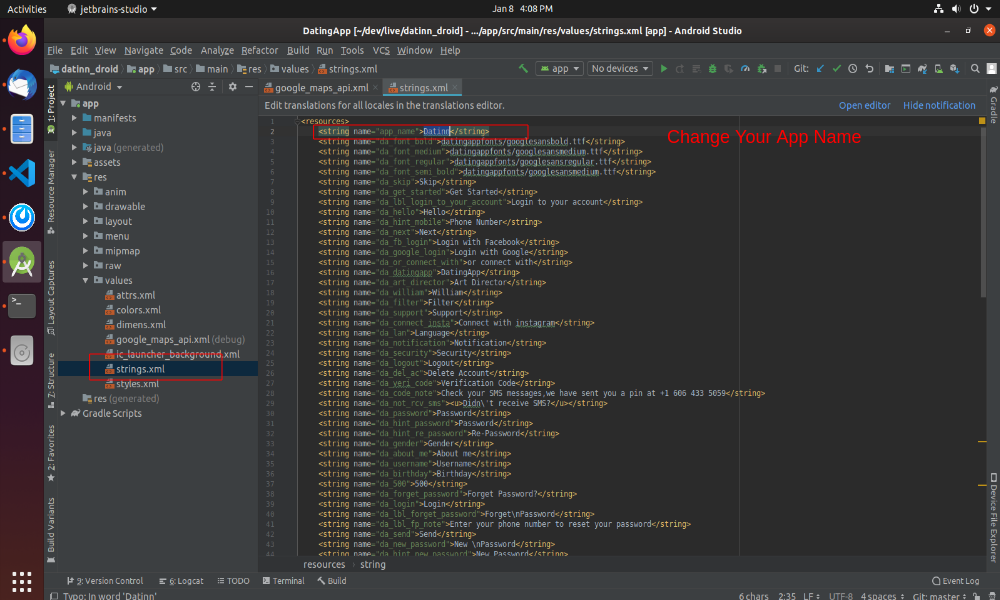 Activities jetbrains-studio Jan 8 4:08 PM
DatingApp [~/dev/live/datinn_droid] - .../app/src/main/res/values/strings.xml [app] - Android Studio
File Edit View Navigate Code Analyze Refactor Build Run Tools VCS Window Help
datinn_droid app src main res values strings.xml app No devices Git:
Android google_maps_api.xml strings.xml
Edit translations for all locales in the translations editor. Open editor Hide notification
app
manifests
java
java (generated)
assets
res
anim
drawable
layout
menu
mipmap
raw
values
attrs.xml
colors.xml
dimens.xml
google_maps_api.xml (debug)
ic_launcher_background.xml
strings.xml
styles.xml
res (generated)
Gradle Scripts
1: Project
Resource Manager
Layout Captures
7: Structure
2: Favorites
Build Variants
1 <resources>
2 <string name="app_name">Datinn</string>
Change Your App Name
3 <string name="da_font_bold">datingappfonts/googlesansbold.ttf</string>
4 <string name="da_font_medium">datingappfonts/googlesansmedium.ttf</string>
5 <string name="da_font_regular">datingappfonts/googlesansregular.ttf</string>
6 <string name="da_font_semi_bold">datingappfonts/googlesansmedium.ttf</string>
7 <string name="da_skip">Skip</string>
8 <string name="da_get_started">Get Started</string>
9 <string name="da_lbl_login_to_your_account">Login to your account</string>
10 <string name="da_hello">Hello</string>
11 <string name="da_hint_mobile">Phone Number</string>
12 <string name="da_next">Next</string>
13 <string name="da_fb_login">Login with Facebook</string>
14 <string name="da_google_login">Login with Google</string>
15 <string name="da_or_connect_with">or connect with</string>
16 <string name="da_datingapp">DatingApp</string>
17 <string name="da_art_director">Art Director</string>
18 <string name="da_william">William</string>
19 <string name="da_filter">Filter</string>
20 <string name="da_support">Support</string>
21 <string name="da_connect_insta">Connect with instagram</string>
22 <string name="da_lan">Language</string>
23 <string name="da_notification">Notification</string>
24 <string name="da_security">Security</string>
25 <string name="da_logout">Logout</string>
26 <string name="da_del_ac">Delete Account</string>
27 <string name="da_veri_code">Verification Code</string>
28 <string name="da_code_note">Check your SMS messages,we have sent you a pin at +1 606 433 5059</string>
29 <string name="da_not_rcv_sms"><u>Didn\'t receive SMS?</u></string>
30 <string name="da_password">Password</string>
31 <string name="da_hint_password">Password</string>
32 <string name="da_hint_re_password">Re-Password</string>
33 <string name="da_gender">Gender</string>
34 <string name="da_about_me">About me</string>
35 <string name="da_username">Username</string>
36 <string name="da_birthday">Birthday</string>
37 <string name="da_500">500</string>
38 <string name="da_forget_password">Forget Password?</string>
39 <string name="da_login">Login</string>
40 <string name="da_lbl_forget_password">Forget\nPassword</string>
41 <string name="da_lbl_fp_note">Enter your phone number to reset your password</string>
42 <string name="da_send">Send</string>
43 <string name="da_new_password">New \nPassword</string>
44 <string name="da_hint_new_password">New Password</string>
Gradle
Device File Explorer
resources string
9: Version Control 6: Logcat TODO Terminal Build Event Log
Typo: In word 'Datinn' 6 chars 2:35 LF UTF-8 4 spaces Git: master